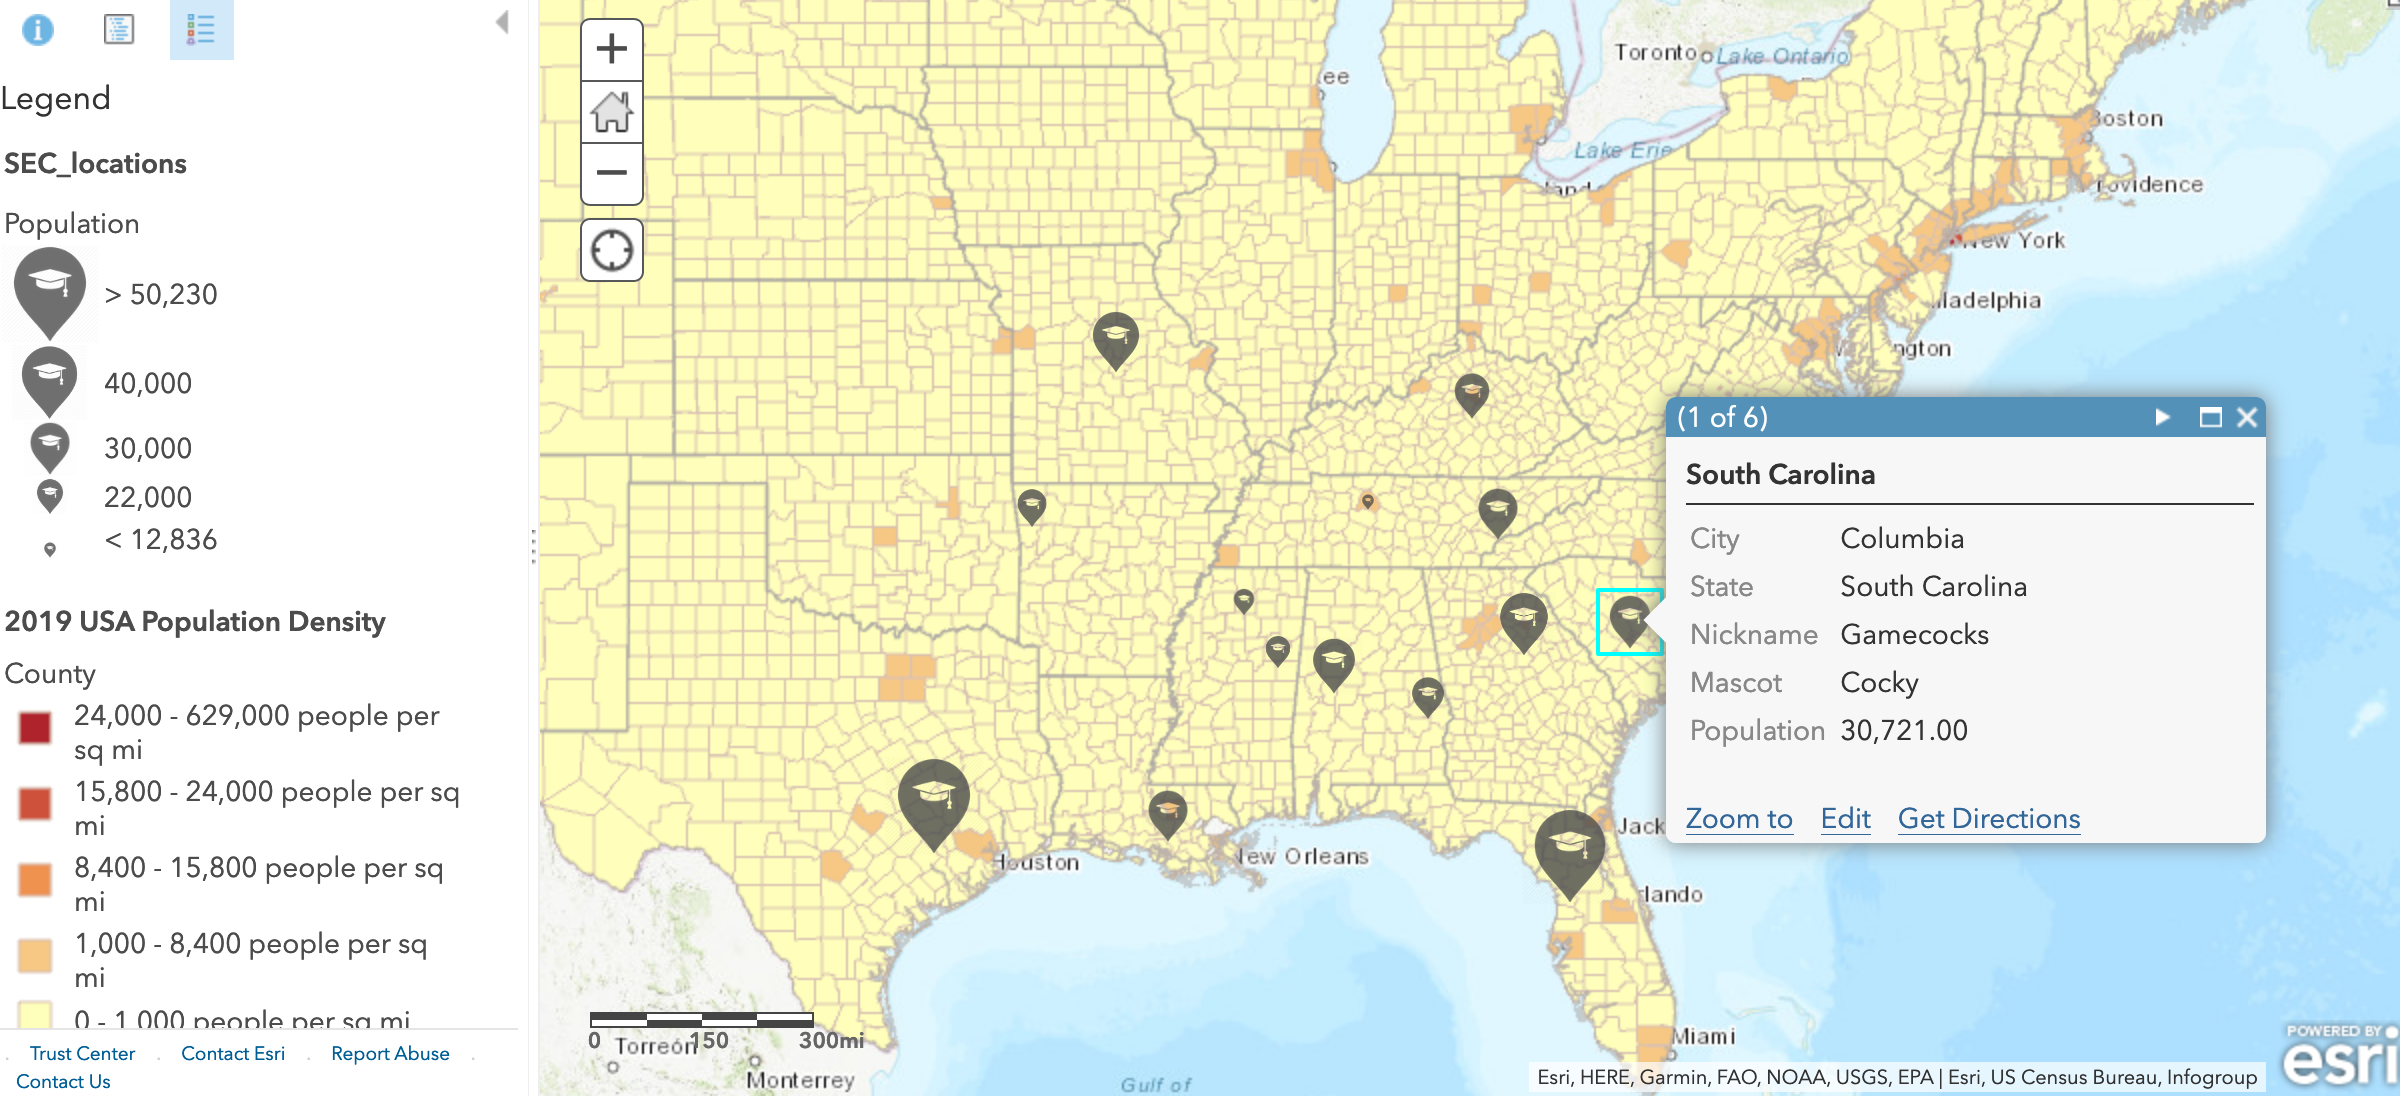 Legend
SEC_locations
Population
> 50,230
40,000
30,000
22,000
< 12,836
2019 USA Population Density
County
24,000 - 629,000 people per
sq mi
15,800 - 24,000 people per sq
mi
8,400 - 15,800 people per sq
mi
1,000 - 8,400 people per sq
mi
0 - 1,000 people per sq mi
Trust Center
Contact Esri
Report Abuse
Contact Us
Toronto
Lake Ontario
Boston
Lake Erie
Providence
New York
(1 of 6)
South Carolina
City Columbia
State South Carolina
Nickname Gamecocks
Mascot Cocky
Population 30,721.00
Zoom to Edit Get Directions
Houston
New Orleans
Miami
0 150 300mi
Torreón
Monterrey
Gulf of
Esri, HERE, Garmin, FAO, NOAA, USGS, EPA | Esri, US Census Bureau, Infogroup
POWERED BY
esri